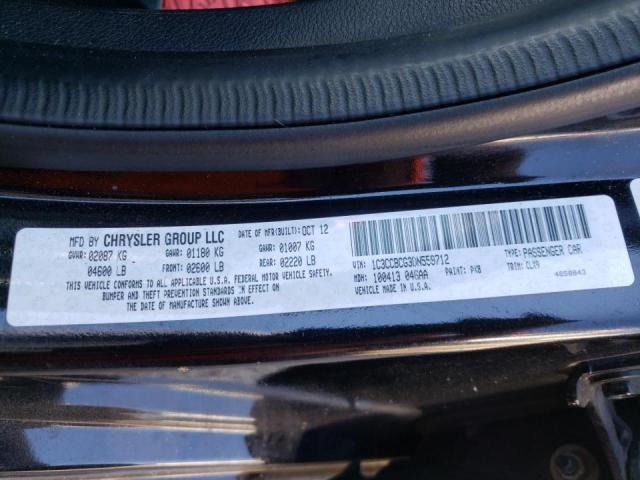 MFD BY CHRYSLER GROUP LLC DATE OF MFR(BUILT): OCT 12
GVWR: 02087 KG GAWR: 01180 KG GAWR: 01007 KG
04600 LB FRONT: 02600 LB REAR: 02220 LB
THIS VEHICLE CONFORMS TO ALL APPLICABLE U.S.A. FEDERAL MOTOR VEHICLE SAFETY,
BUMPER AND THEFT PREVENTION STANDARDS IN EFFECT ON
THE DATE OF MANUFACTURE SHOWN ABOVE.
VIN: 1C3CCBCG3DN559712 TYPE: PASSENGER CAR
MDH: 100413 04GAA PAINT: PXB TRIM: CLX9
VEHICLE MADE IN U.S.A. 4650843